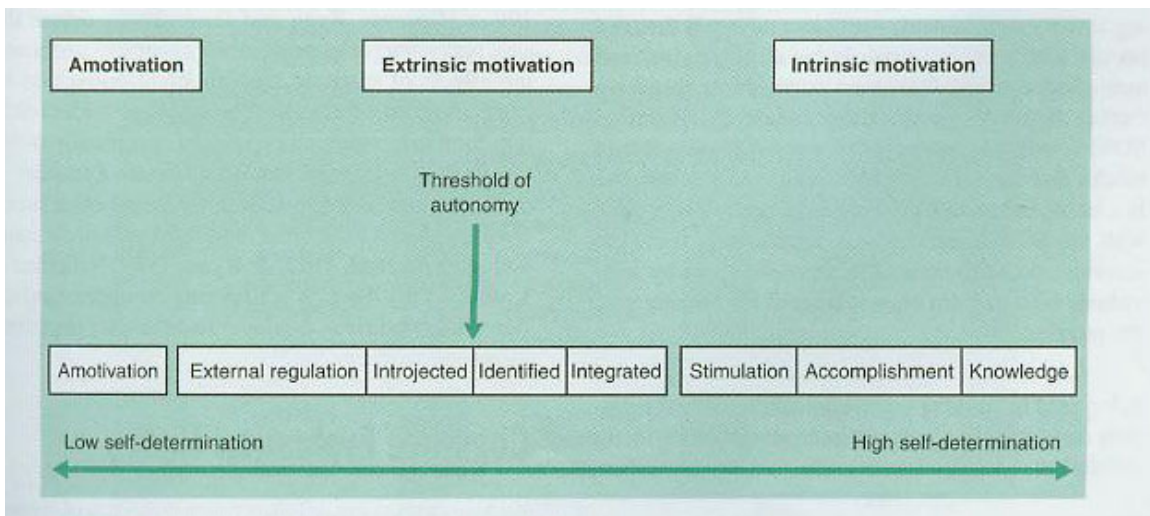 Amotivation
Extrinsic motivation
Intrinsic motivation
Threshold of
autonomy
Amotivation
External regulation
Introjected
Identified
Integrated
Stimulation
Accomplishment
Knowledge
Low self-determination
High self-determination